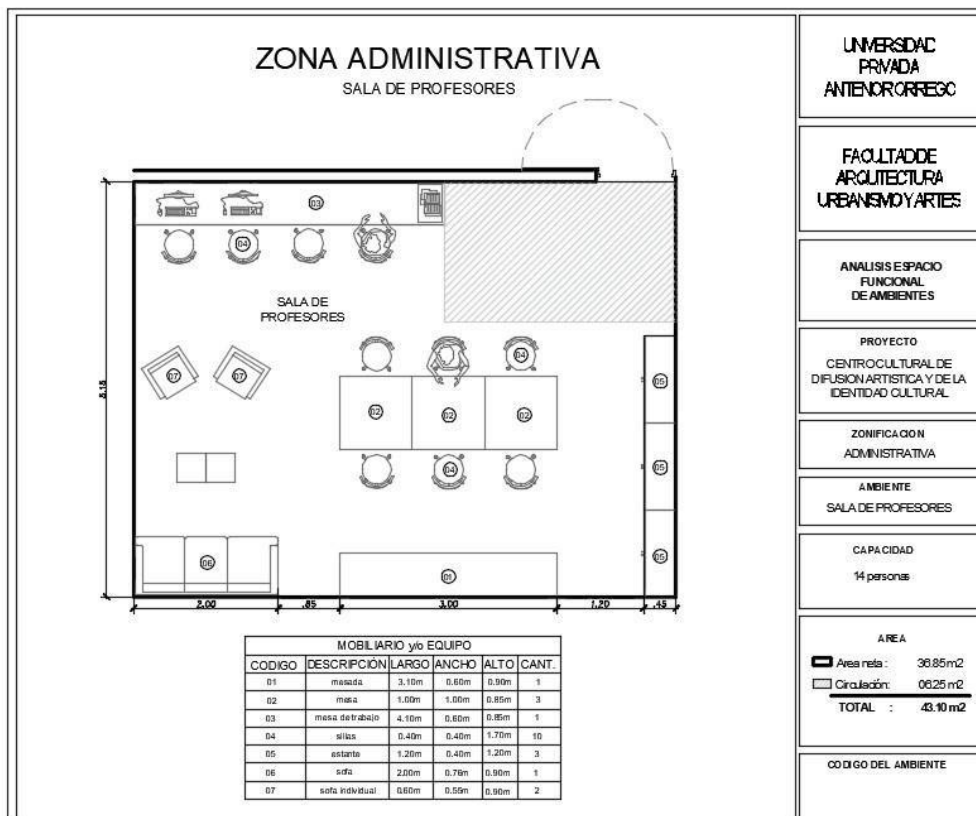 ZONA ADMINISTRATIVA
SALA DE PROFESORES
03
04
SALA DE
PROFESORES
07
07
04
02
02
02
04
05
05
05
06
01
5.15
2.00
.85
3.00
1.20
.45
MOBILIARIO y/o EQUIPO
CODIGO DESCRIPCIÓN LARGO ANCHO ALTO CANT.
01 mesada 3.10m 0.60m 0.90m 1
02 mesa 1.00m 1.00m 0.85m 3
03 mesa de trabajo 4.10m 0.60m 0.85m 1
04 sillas 0.40m 0.40m 1.70m 10
05 estante 1.20m 0.40m 1.20m 3
06 sofa 2.00m 0.76m 0.90m 1
07 sofa individual 0.60m 0.55m 0.90m 2
UNIVERSIDAD
PRIVADA
ANTENOR ORREGO
FACULTAD DE
ARQUITECTURA
URBANISMO Y ARTES
ANALISIS ESPACIO
FUNCIONAL
DE AMBIENTES
PROYECTO
CENTRO CULTURAL DE
DIFUSION ARTISTICA Y DE LA
IDENTIDAD CULTURAL
ZONIFICACION
ADMINISTRATIVA
AMBIENTE
SALA DE PROFESORES
CAPACIDAD
14 personas
AREA
Area neta : 36.85m2
Circulación: 06.25m2
TOTAL : 43.10m2
CODIGO DEL AMBIENTE